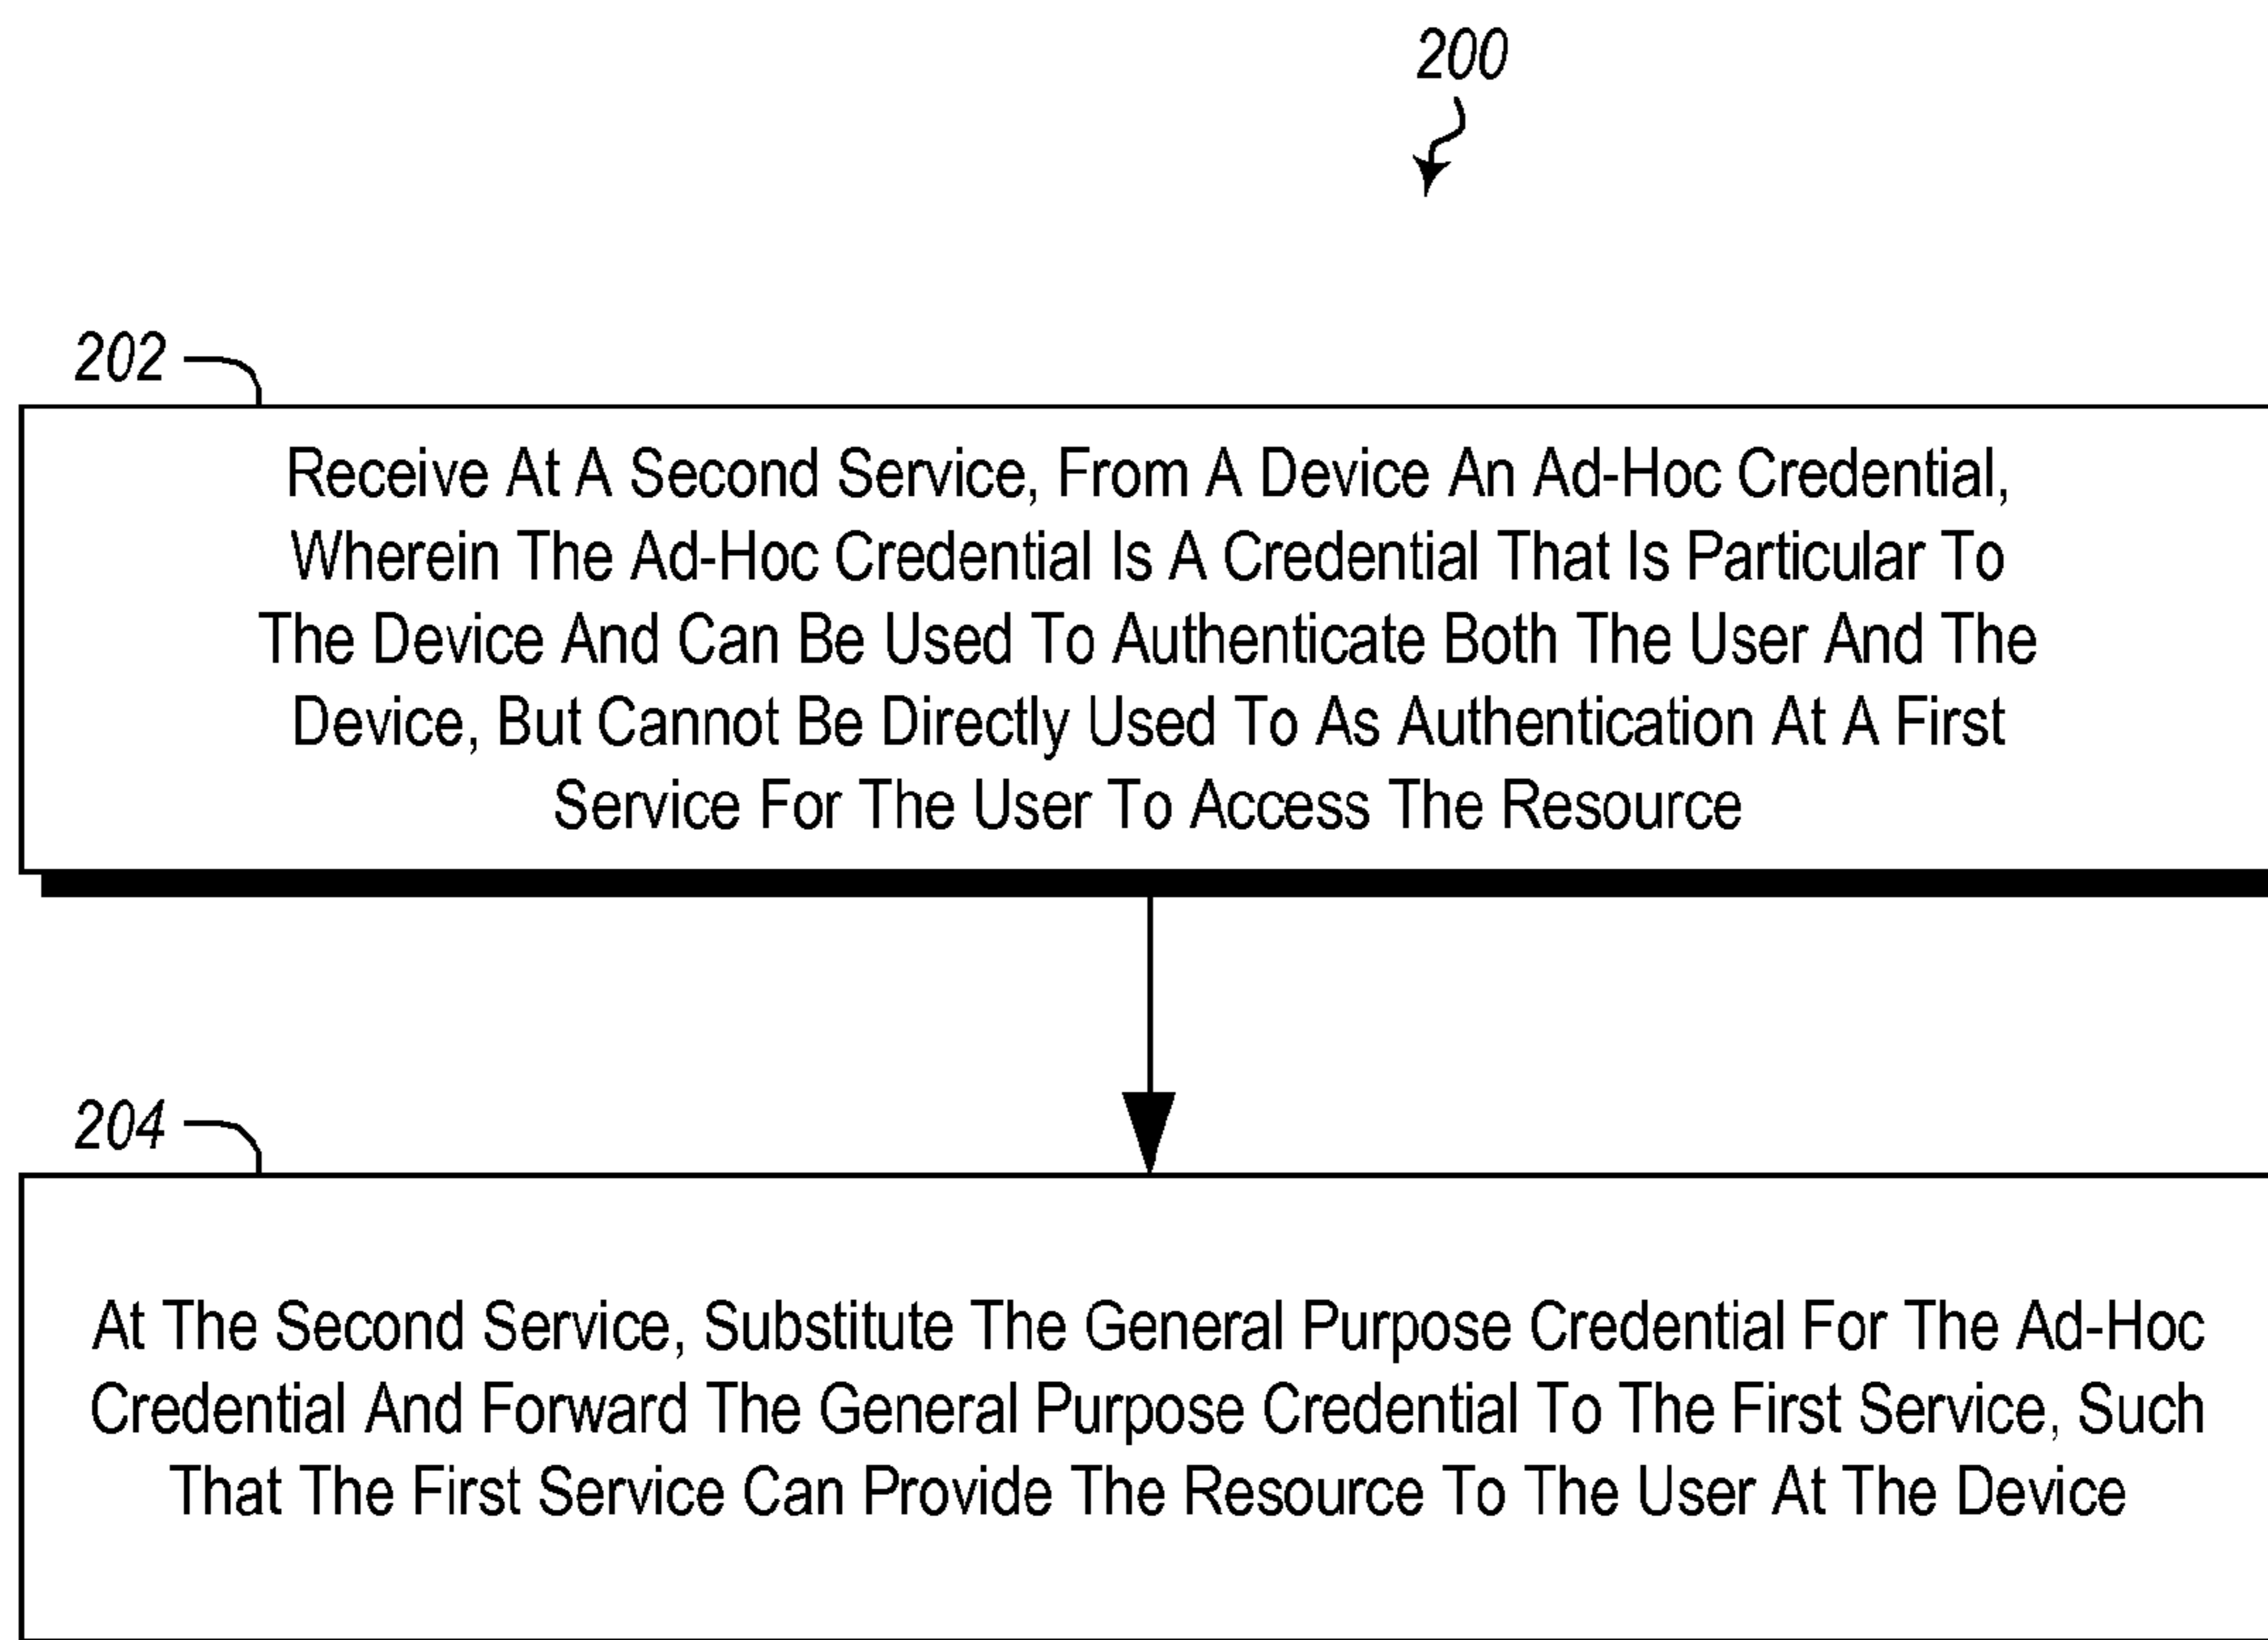 200
202
Receive At A Second Service, From A Device An Ad-Hoc Credential,
Wherein The Ad-Hoc Credential Is A Credential That Is Particular To
The Device And Can Be Used To Authenticate Both The User And The
Device, But Cannot Be Directly Used To As Authentication At A First
Service For The User To Access The Resource
204
At The Second Service, Substitute The General Purpose Credential For The Ad-Hoc
Credential And Forward The General Purpose Credential To The First Service, Such
That The First Service Can Provide The Resource To The User At The Device